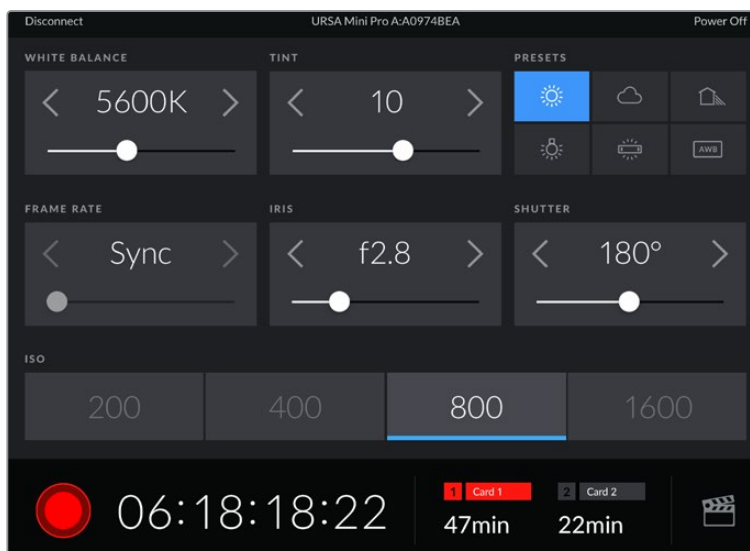 Disconnect URSA Mini Pro A:A0974BEA Power Off
WHITE BALANCE TINT PRESETS
5600K 10
AWB
FRAME RATE IRIS SHUTTER
Sync f2.8 180°
ISO
200 400 800 1600
06:18:18:22
1 Card 1 2 Card 2
47min 22min